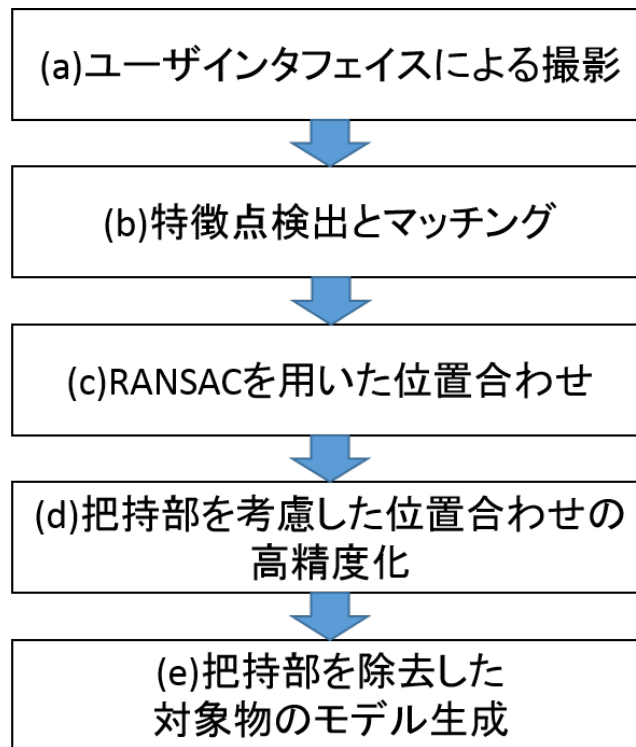 (a)ユーザインタフェイスによる撮影
(b)特徴点検出とマッチング
(c)RANSACを用いた位置合わせ
(d)把持部を考慮した位置合わせの
高精度化
(e)把持部を除去した
対象物のモデル生成